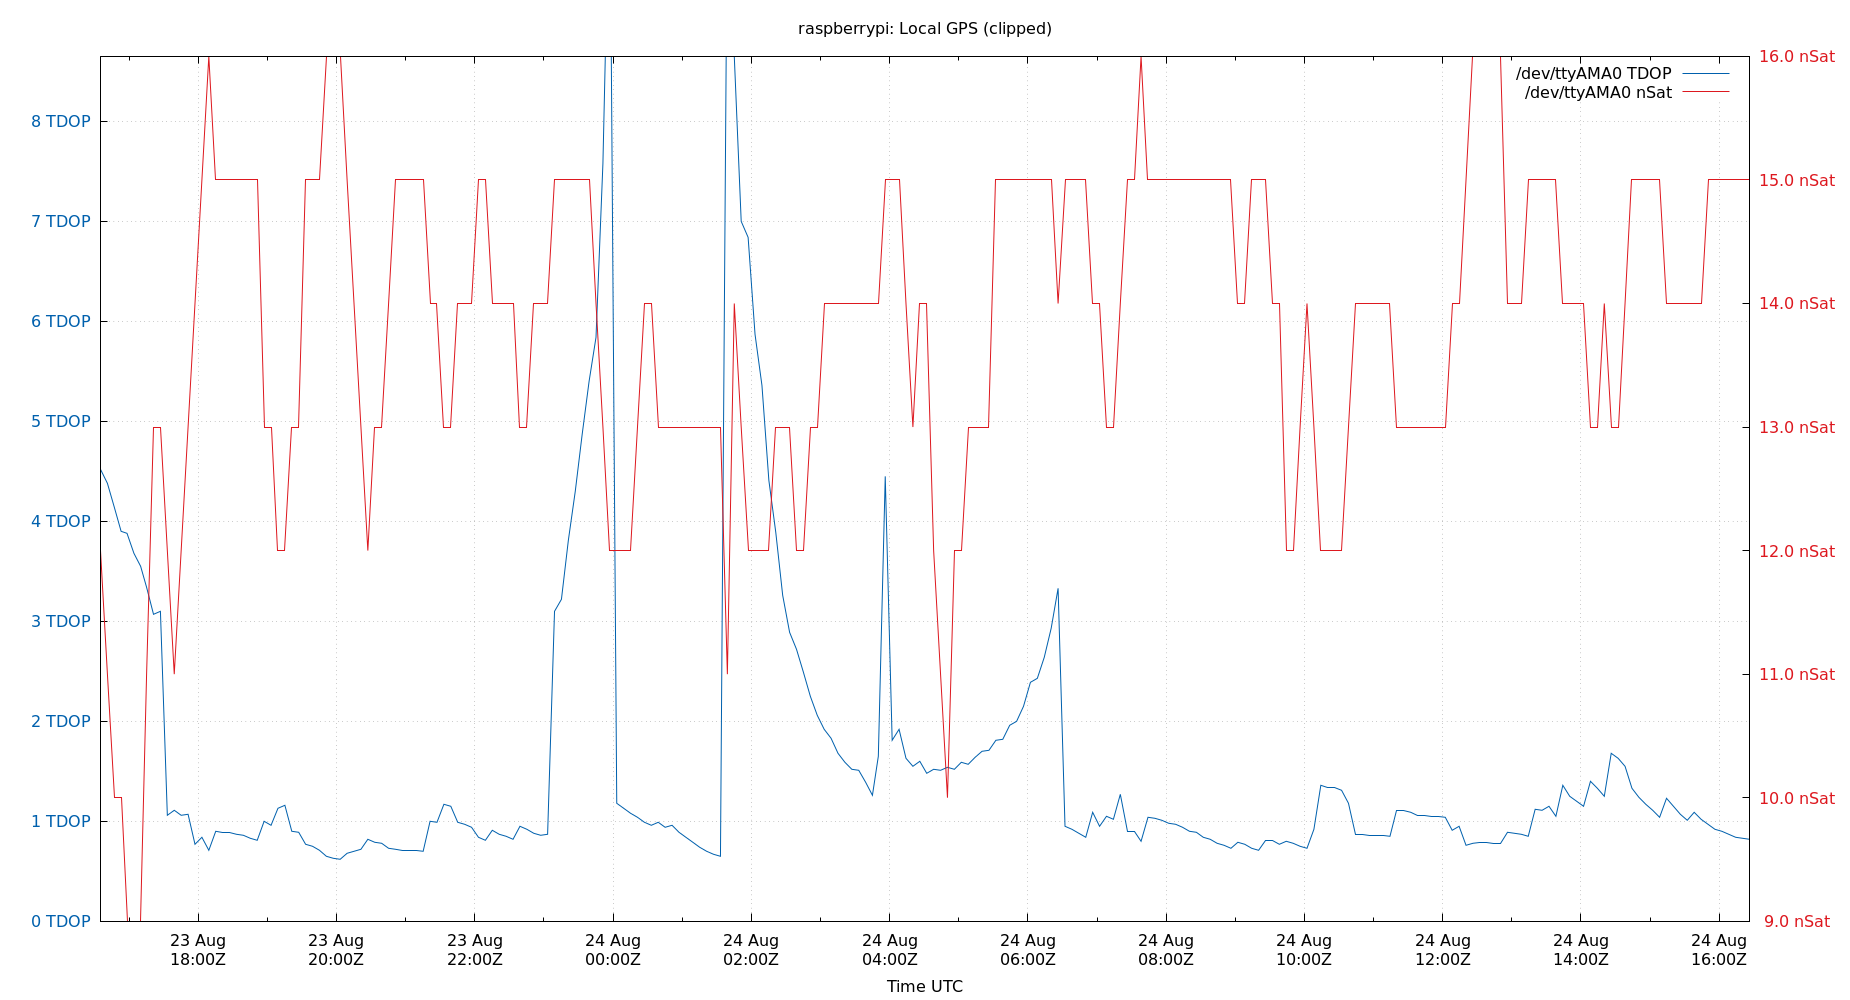 raspberrypi: Local GPS (clipped)
/dev/ttyAMA0 TDOP
/dev/ttyAMA0 nSat
8 TDOP
7 TDOP
6 TDOP
5 TDOP
4 TDOP
3 TDOP
2 TDOP
1 TDOP
0 TDOP
16.0 nSat
15.0 nSat
14.0 nSat
13.0 nSat
12.0 nSat
11.0 nSat
10.0 nSat
9.0 nSat
23 Aug 23 Aug 23 Aug 24 Aug 24 Aug 24 Aug 24 Aug 24 Aug 24 Aug 24 Aug 24 Aug 24 Aug
18:00Z 20:00Z 22:00Z 00:00Z 02:00Z 04:00Z 06:00Z 08:00Z 10:00Z 12:00Z 14:00Z 16:00Z
Time UTC